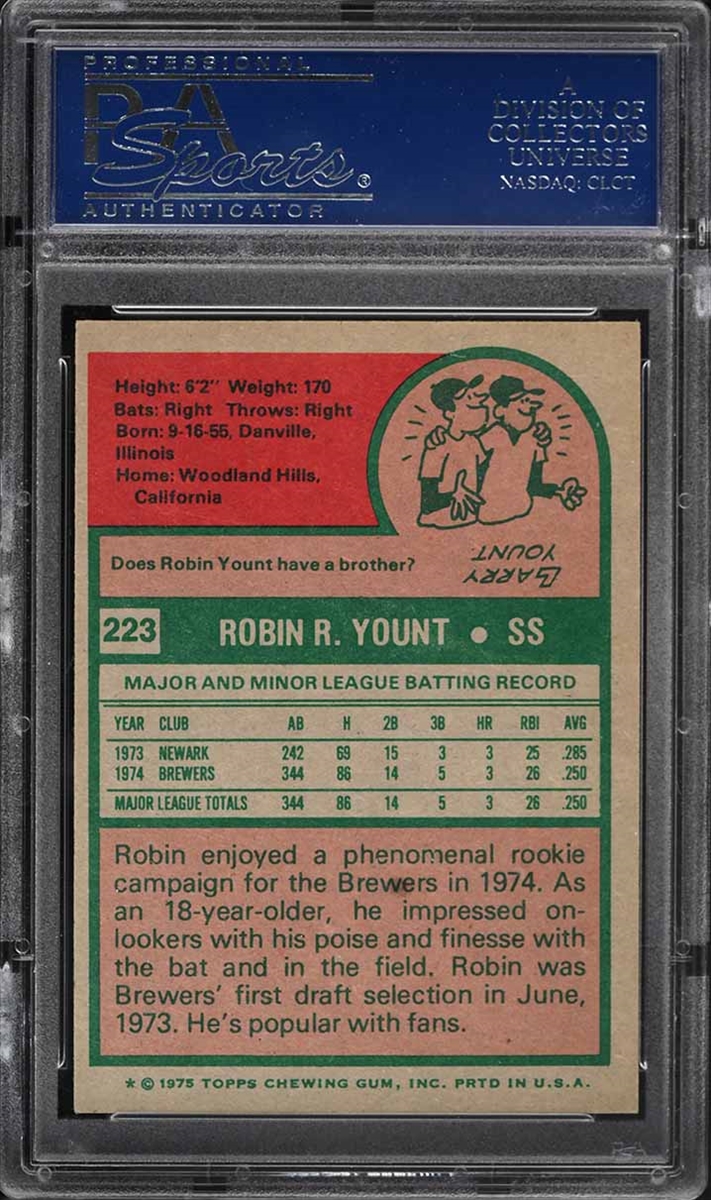 PROFESSIONAL
PSA
Sports®
AUTHENTICATOR
A
DIVISION OF
COLLECTORS
UNIVERSE
NASDAQ: CLCT
Height: 6'2" Weight: 170
Bats: Right Throws: Right
Born: 9-16-55, Danville,
Illinois
Home: Woodland Hills,
California
Does Robin Yount have a brother?
LARRY
YOUNT
223 ROBIN R. YOUNT • SS
MAJOR AND MINOR LEAGUE BATTING RECORD
YEAR CLUB AB H 2B 3B HR RBI AVG
1973 NEWARK 242 69 15 3 3 25 .285
1974 BREWERS 344 86 14 5 3 26 .250
MAJOR LEAGUE TOTALS 344 86 14 5 3 26 .250
Robin enjoyed a phenomenal rookie
campaign for the Brewers in 1974. As
an 18-year-older, he impressed on-
lookers with his poise and finesse with
the bat and in the field. Robin was
Brewers' first draft selection in June,
1973. He's popular with fans.
* © 1975 TOPPS CHEWING GUM, INC. PRTD IN U.S.A.
PSA